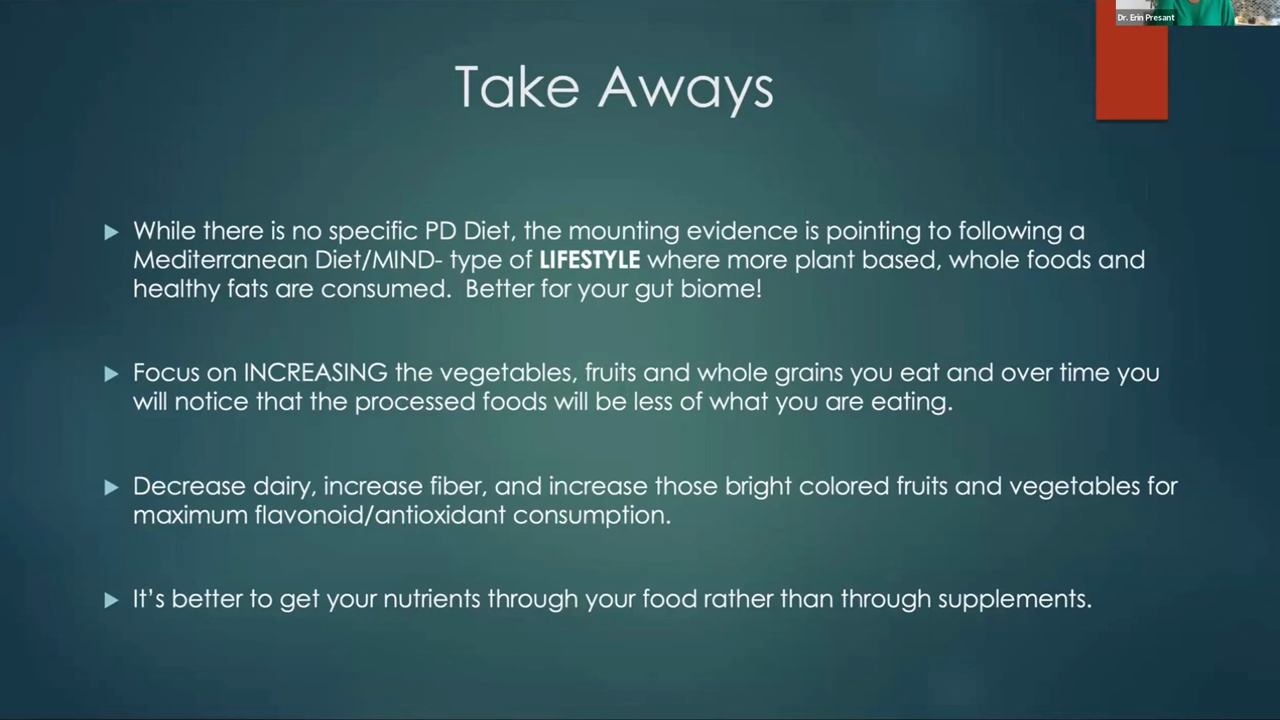 Dr. Erin Presant
Take Aways
While there is no specific PD Diet, the mounting evidence is pointing to following a
Mediterranean Diet/MIND- type of LIFESTYLE where more plant based, whole foods and
healthy fats are consumed.  Better for your gut biome!
Focus on INCREASING the vegetables, fruits and whole grains you eat and over time you
will notice that the processed foods will be less of what you are eating.
Decrease dairy, increase fiber, and increase those bright colored fruits and vegetables for
maximum flavonoid/antioxidant consumption.
It’s better to get your nutrients through your food rather than through supplements.